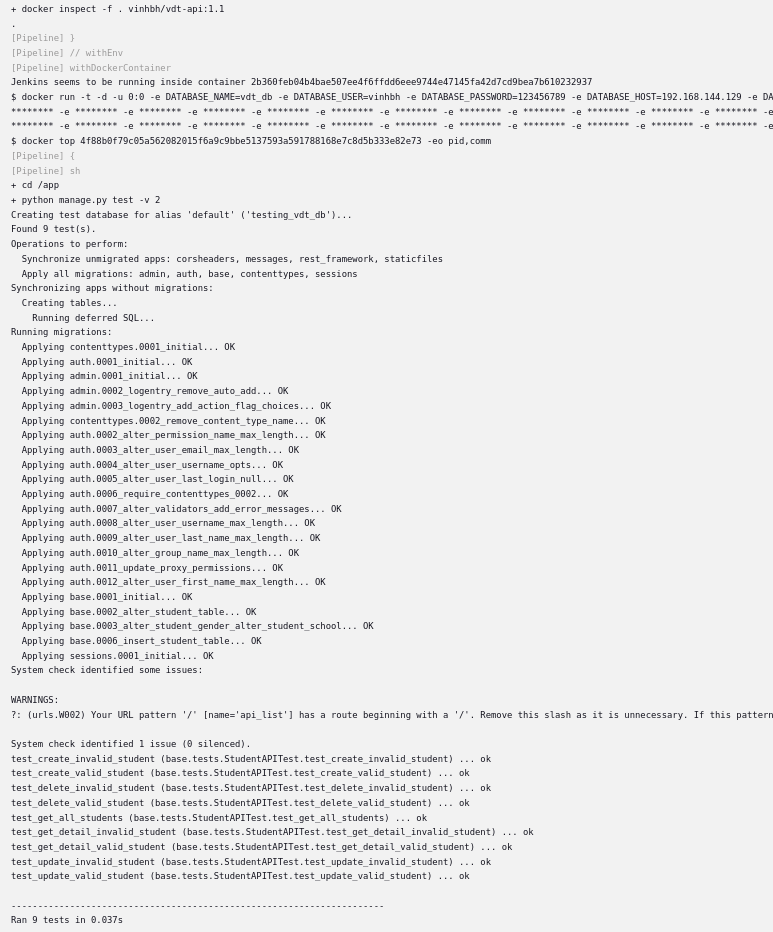 + docker inspect -f . vinhbh/vdt-api:1.1
.
[Pipeline] }
[Pipeline] // withEnv
[Pipeline] withDockerContainer
Jenkins seems to be running inside container 2b360feb04b4bae507ee4f6ffdd6eee9744e47145fa42d7cd9bea7b610232937
$ docker run -t -d -u 0:0 -e DATABASE_NAME=vdt_db -e DATABASE_USER=vinhbh -e DATABASE_PASSWORD=123456789 -e DATABASE_HOST=192.168.144.129 -e DA
******** -e ******** -e ******** -e ******** -e ******** -e ******** -e ******** -e ******** -e ******** -e ******** -e ******** -e ******** -e
******** -e ******** -e ******** -e ******** -e ******** -e ******** -e ******** -e ******** -e ******** -e ******** -e ******** -e ******** -e
$ docker top 4f88b0f79c05a562082015f6a9c9bbe5137593a591788168e7c8d5b333e82e73 -eo pid,comm
[Pipeline] {
[Pipeline] sh
+ cd /app
+ python manage.py test -v 2
Creating test database for alias 'default' ('testing_vdt_db')...
Found 9 test(s).
Operations to perform:
  Synchronize unmigrated apps: corsheaders, messages, rest_framework, staticfiles
  Apply all migrations: admin, auth, base, contenttypes, sessions
Synchronizing apps without migrations:
  Creating tables...
    Running deferred SQL...
Running migrations:
  Applying contenttypes.0001_initial... OK
  Applying auth.0001_initial... OK
  Applying admin.0001_initial... OK
  Applying admin.0002_logentry_remove_auto_add... OK
  Applying admin.0003_logentry_add_action_flag_choices... OK
  Applying contenttypes.0002_remove_content_type_name... OK
  Applying auth.0002_alter_permission_name_max_length... OK
  Applying auth.0003_alter_user_email_max_length... OK
  Applying auth.0004_alter_user_username_opts... OK
  Applying auth.0005_alter_user_last_login_null... OK
  Applying auth.0006_require_contenttypes_0002... OK
  Applying auth.0007_alter_validators_add_error_messages... OK
  Applying auth.0008_alter_user_username_max_length... OK
  Applying auth.0009_alter_user_last_name_max_length... OK
  Applying auth.0010_alter_group_name_max_length... OK
  Applying auth.0011_update_proxy_permissions... OK
  Applying auth.0012_alter_user_first_name_max_length... OK
  Applying base.0001_initial... OK
  Applying base.0002_alter_student_table... OK
  Applying base.0003_alter_student_gender_alter_student_school... OK
  Applying base.0006_insert_student_table... OK
  Applying sessions.0001_initial... OK
System check identified some issues:

WARNINGS:
?: (urls.W002) Your URL pattern '/' [name='api_list'] has a route beginning with a '/'. Remove this slash as it is unnecessary. If this pattern

System check identified 1 issue (0 silenced).
test_create_invalid_student (base.tests.StudentAPITest.test_create_invalid_student) ... ok
test_create_valid_student (base.tests.StudentAPITest.test_create_valid_student) ... ok
test_delete_invalid_student (base.tests.StudentAPITest.test_delete_invalid_student) ... ok
test_delete_valid_student (base.tests.StudentAPITest.test_delete_valid_student) ... ok
test_get_all_students (base.tests.StudentAPITest.test_get_all_students) ... ok
test_get_detail_invalid_student (base.tests.StudentAPITest.test_get_detail_invalid_student) ... ok
test_get_detail_valid_student (base.tests.StudentAPITest.test_get_detail_valid_student) ... ok
test_update_invalid_student (base.tests.StudentAPITest.test_update_invalid_student) ... ok
test_update_valid_student (base.tests.StudentAPITest.test_update_valid_student) ... ok

----------------------------------------------------------------------
Ran 9 tests in 0.037s